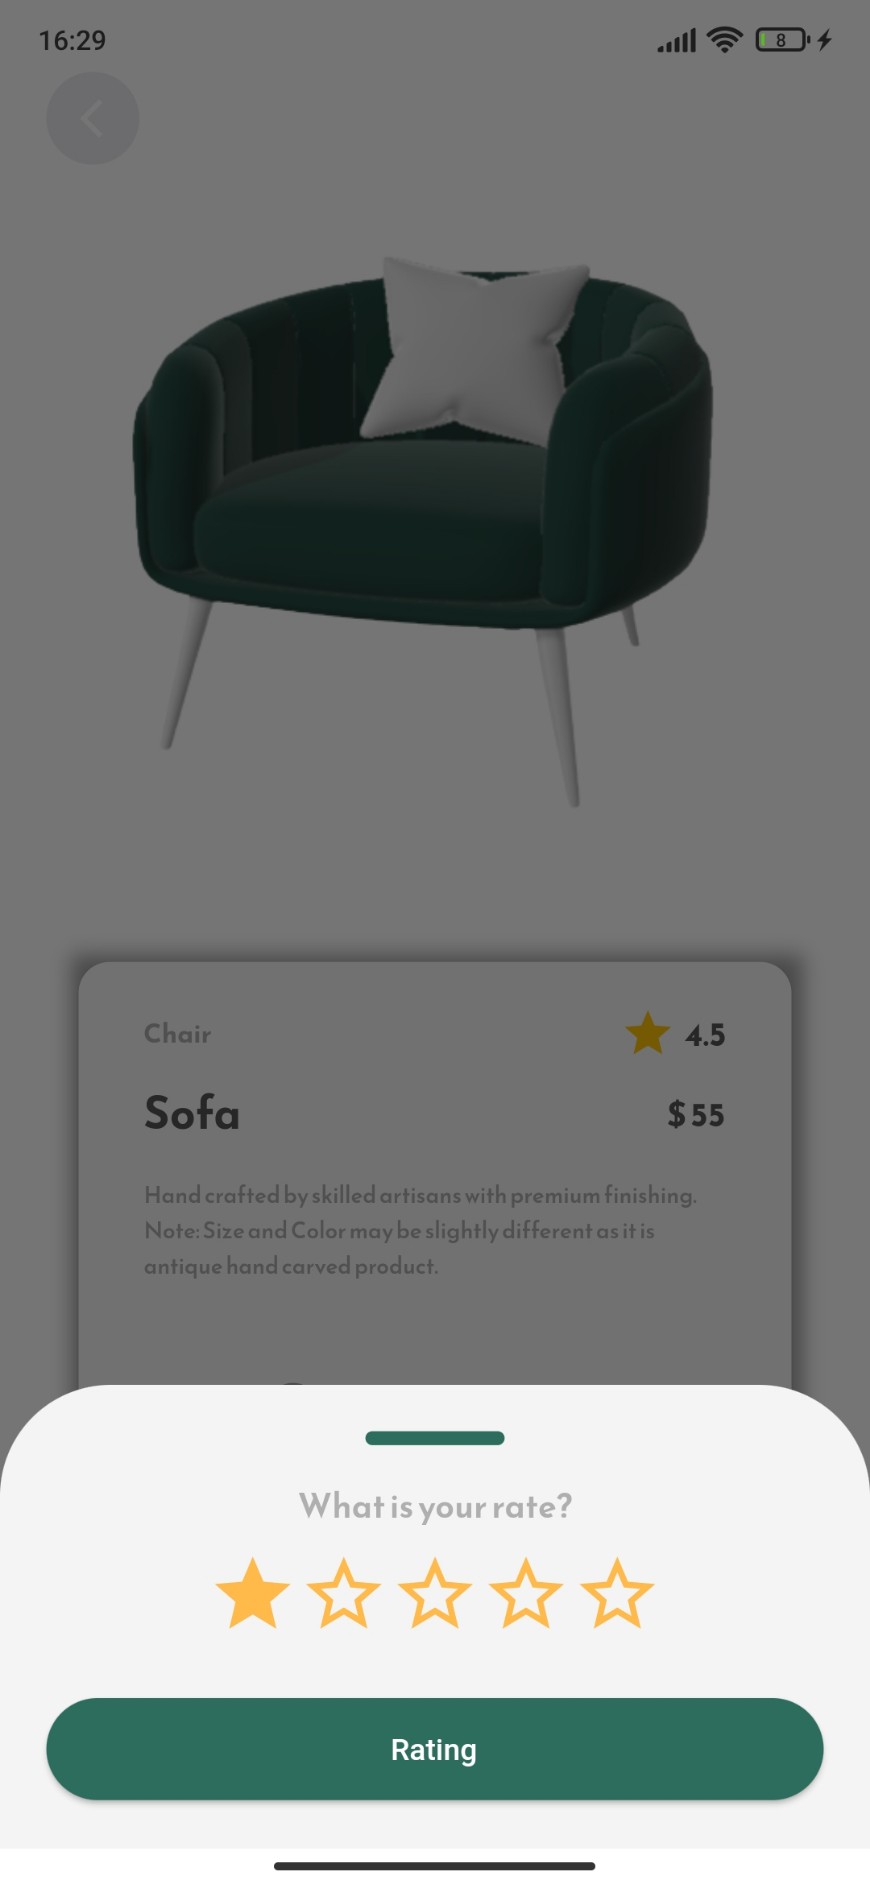 16:29
8
Chair
4.5
Sofa
$55
Hand crafted by skilled artisans with premium finishing.
Note: Size and Color may be slightly different as it is
antique hand carved product.
What is your rate?
Rating